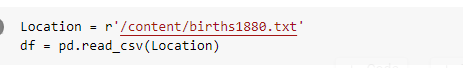 Location = r'/content/births1880.txt'
df = pd.read_csv(Location)